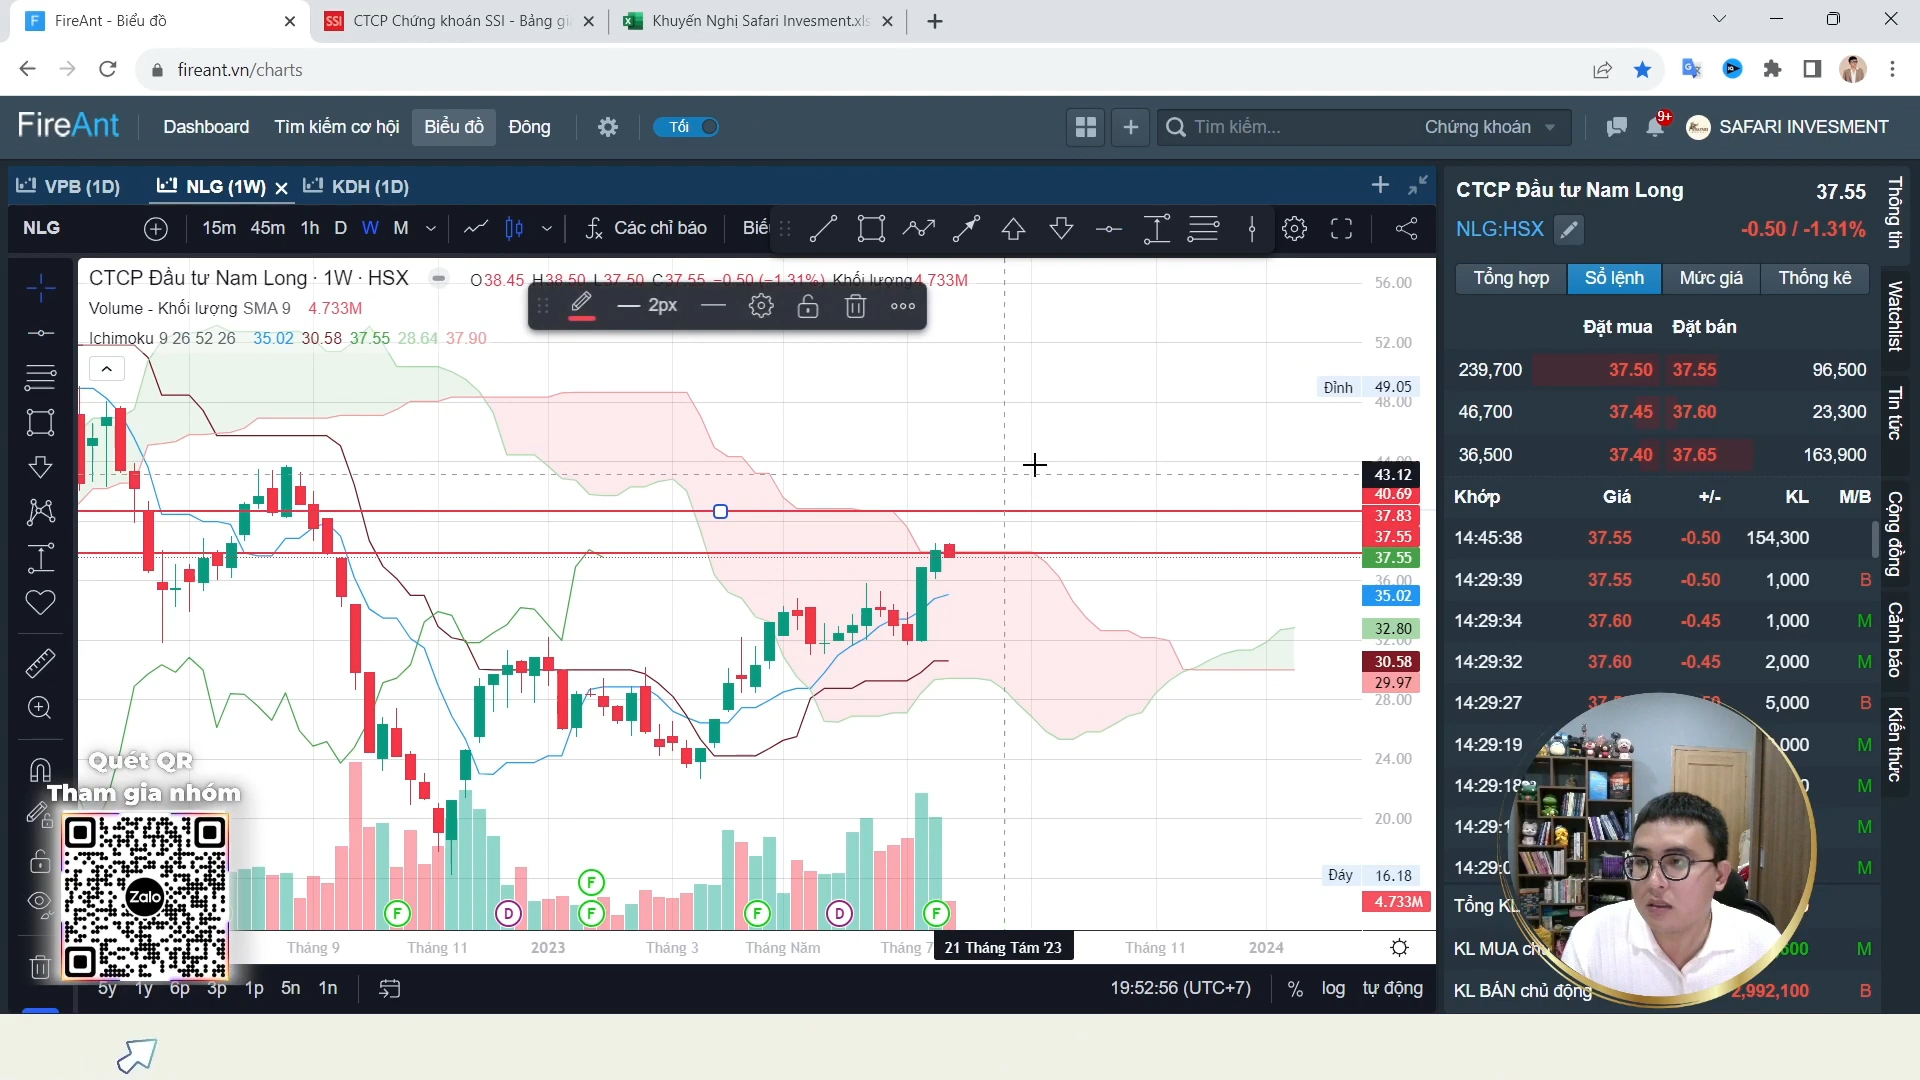 FireAnt - Biểu đồ
CTCP Chứng khoán SSI - Bảng gi
Khuyến Nghị Safari Invesment.xls
fireant.vn/charts
FireAnt
Dashboard
Tìm kiếm cơ hội
Biểu đồ
Đông
Tối
Tìm kiếm...
Chứng khoán
9+
SAFARI INVESMENT
VPB (1D)
NLG (1W)
KDH (1D)
NLG
15m 45m 1h D W M
Các chỉ báo
CTCP Đầu tư Nam Long · 1W · HSX
O38.45 H38.50 L37.50 C37.55 −0.50 (−1.31%) Khối lượng4.733M
Volume - Khối lượng SMA 9 4.733M
Ichimoku 9 26 52 26 35.02 30.58 37.55 28.64 37.90
2px
56.00
52.00
Đỉnh 49.05
48.00
43.12
40.69
37.83
37.55
37.55
36.00
35.02
32.80
32.00
30.58
29.97
28.00
24.00
20.00
Đáy 16.18
4.733M
F D F F F D F
Tháng 9
Tháng 11
2023
Tháng 3
Tháng Năm
Tháng 7
21 Tháng Tám '23
Tháng 11
2024
5y 1y 6p 3p 1p 5n 1n
19:52:56 (UTC+7)
% log tự động
Quét QR
Tham gia nhóm
Zalo
CTCP Đầu tư Nam Long 37.55
NLG:HSX -0.50 / -1.31%
Tổng hợp Sổ lệnh Mức giá Thống kê
Đặt mua Đặt bán
239,700 37.50 37.55 96,500
46,700 37.45 37.60 23,300
36,500 37.40 37.65 163,900
Khớp Giá +/- KL M/B
14:45:38 37.55 -0.50 154,300
14:29:39 37.55 -0.50 1,000 B
14:29:34 37.60 -0.45 1,000 M
14:29:32 37.60 -0.45 2,000 M
14:29:27 5,000 B
14:29:19 M
14:29:18 M
M
M
KL BÁN chủ động 2,992,100 B
Thông tin
Watchlist
Tin tức
Cộng đồng
Cảnh báo
Kiến thức